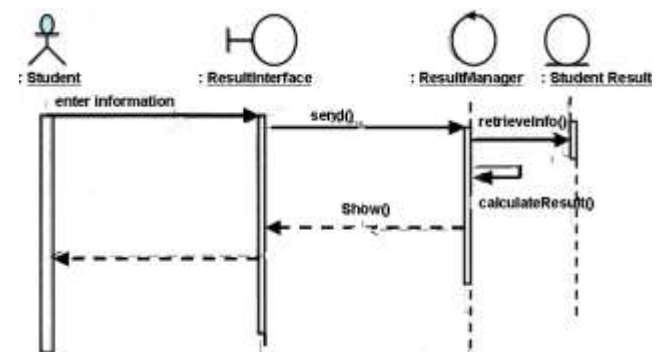 : Student
: ResultInterface
: ResultManager
: Student Result
enter information
send()
retrieveInfo()
calculateResult()
Show()